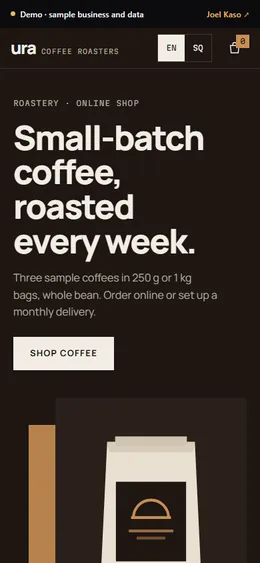 Demo · sample business and data
Joel Kaso ↗
ura COFFEE ROASTERS
EN SQ 0
ROASTERY · ONLINE SHOP
Small-batch
coffee,
roasted
every week.
Three sample coffees in 250 g or 1 kg
bags, whole bean. Order online or set up a
monthly delivery.
SHOP COFFEE